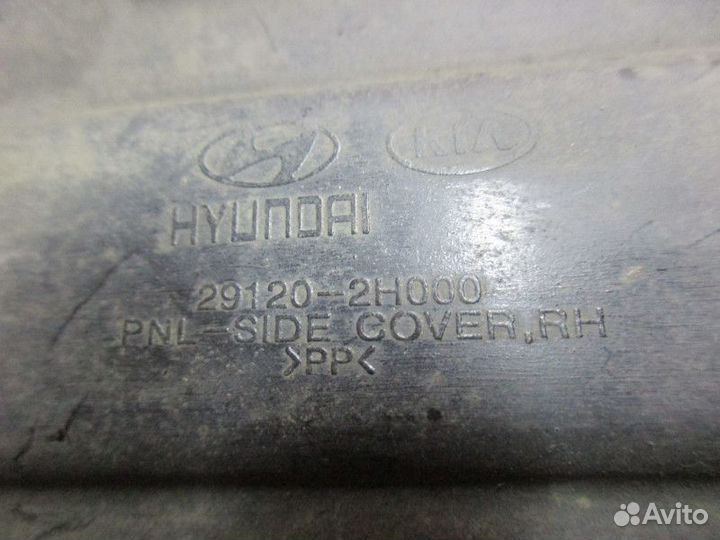 KIA
HYUNDAI
29120-2H000
PNL-SIDE COVER,RH
>PP<
Avito